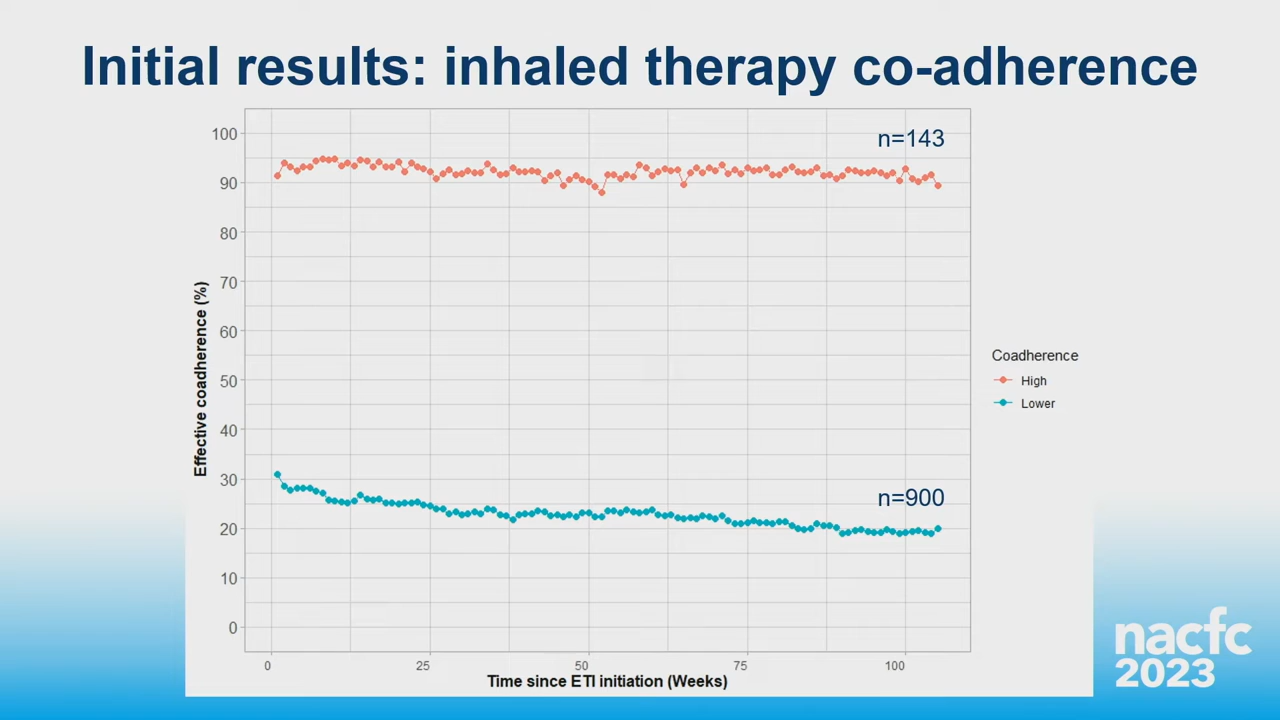 Initial results: inhaled therapy co-adherence
n=143
100
90
80
70
60
50
40
30
20
10
0
Effective coadherence (%)
n=900
0 25 50 75 100
Time since ETI initiation (Weeks)
Coadherence
High
Lower
nacfc
2023